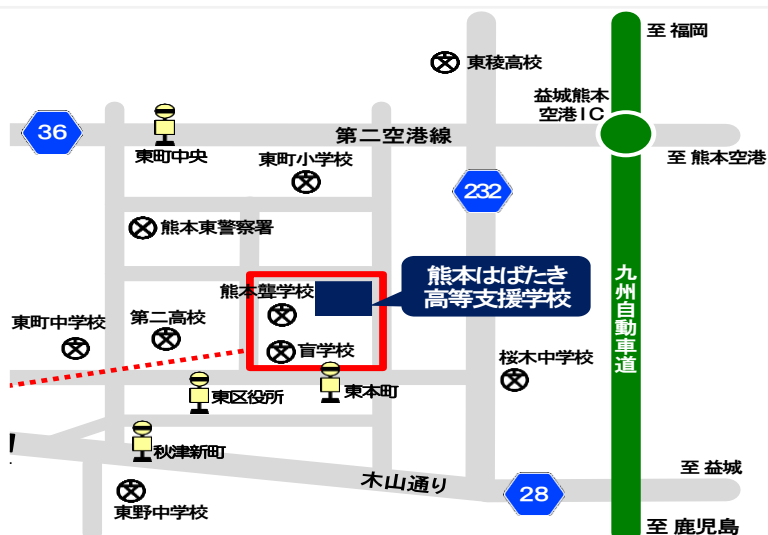 至 福岡
東稜高校
益城熊本
空港IC
36
第二空港線
東町中央
東町小学校
至 熊本空港
232
熊本東警察署
熊本はばたき
高等支援学校
九州自動車道
熊本聾学校
東町中学校
第二高校
盲学校
桜木中学校
東区役所
東本町
秋津新町
木山通り
至 益城
28
東野中学校
至 鹿児島